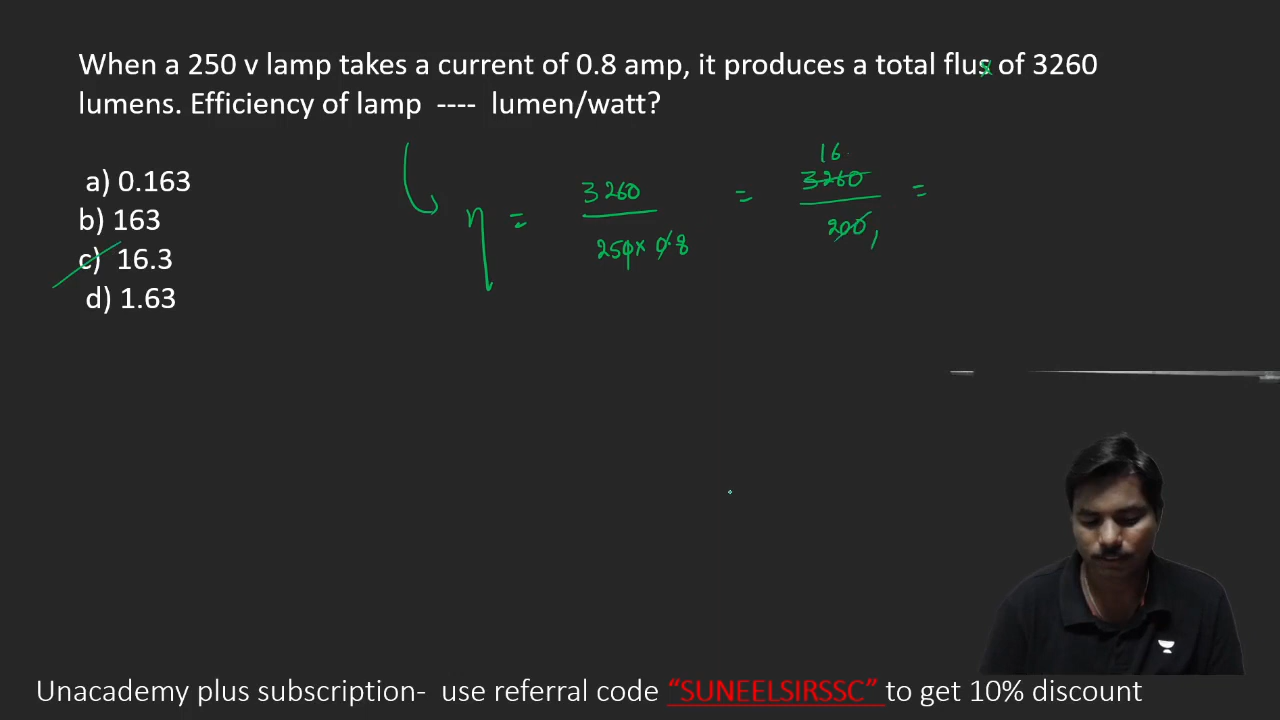 When a 250 v lamp takes a current of 0.8 amp, it produces a total flux of 3260
lumens. Efficiency of lamp ---- lumen/watt?
a) 0.163
b) 163
c) 16.3
d) 1.63
η = 3260 / 250 × 0.8 = 3260 / 200 =
16
1
Unacademy plus subscription- use referral code “SUNEELSIRSSC” to get 10% discount